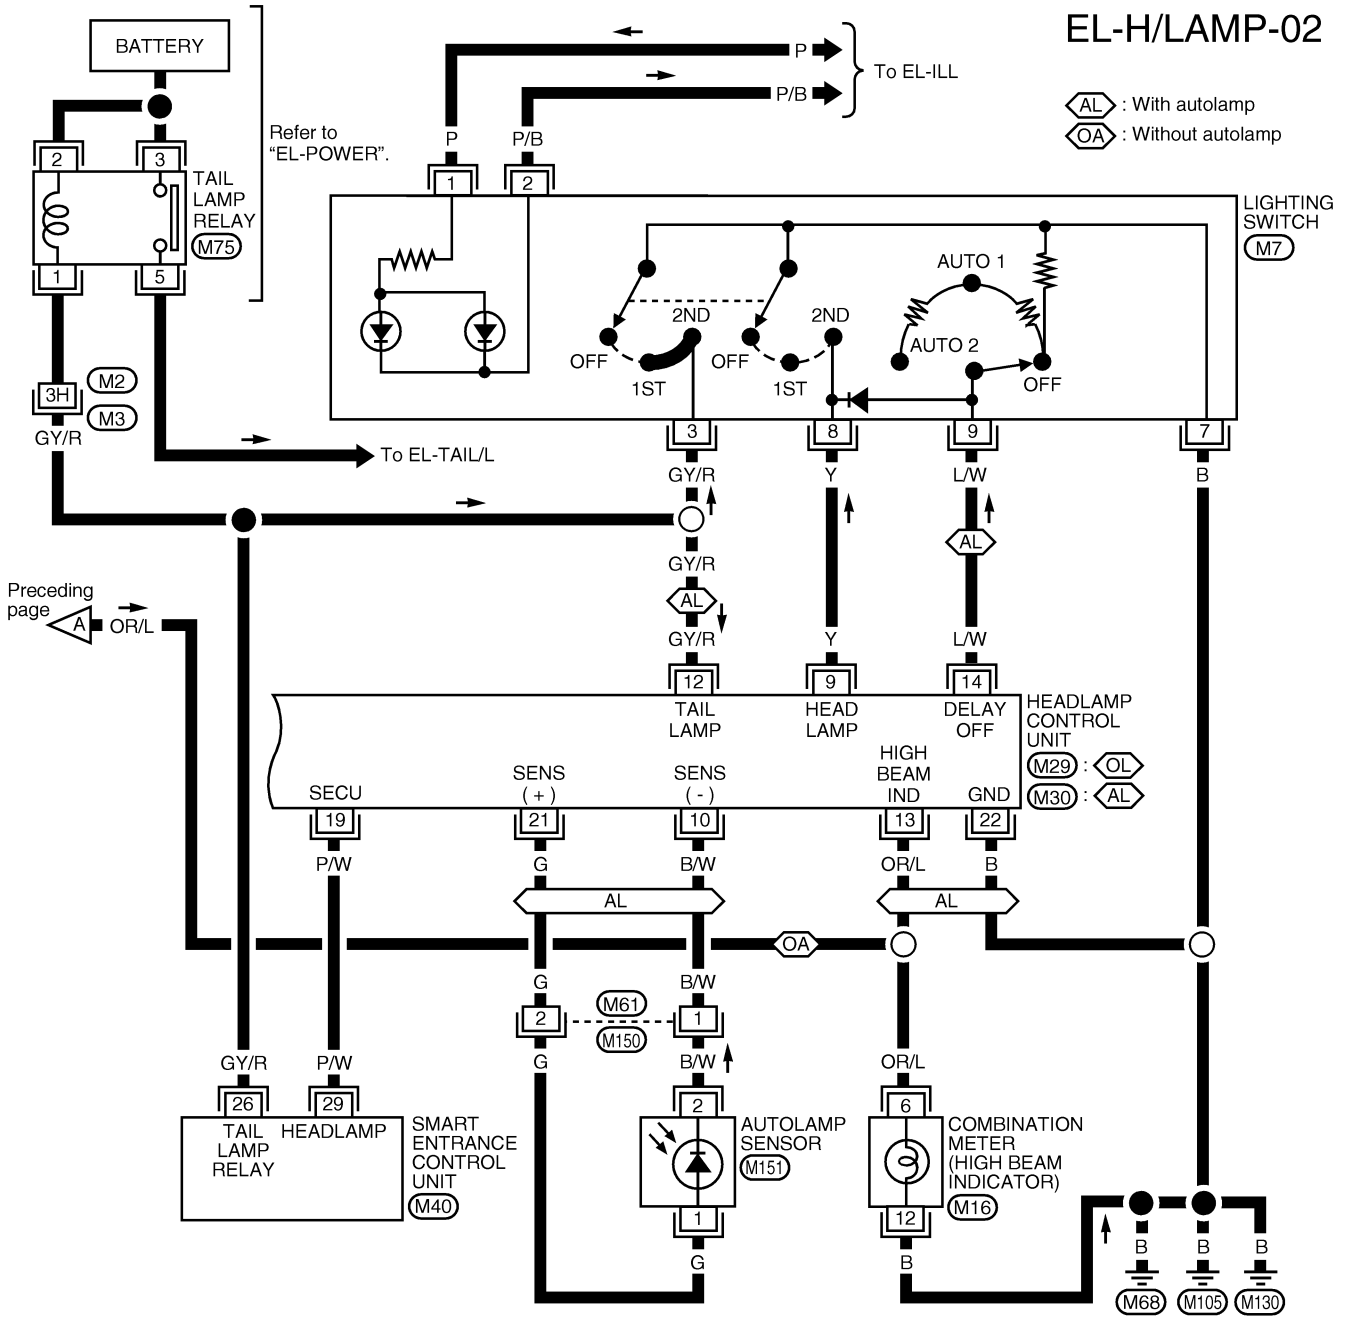 EL-H/LAMP-02
BATTERY
P
To EL-ILL
P/B
AL : With autolamp
OA : Without autolamp
Refer to
“EL-POWER”.
P
P/B
2
3
1
2
TAIL
LAMP
RELAY
M75
LIGHTING
SWITCH
M7
1
5
AUTO 1
2ND
2ND
AUTO 2
OFF
OFF
OFF
1ST
1ST
3H
M2
M3
GY/R
3
8
9
7
To EL-TAIL/L
GY/R
Y
L/W
B
AL
GY/R
Preceding
page
A
OR/L
AL
GY/R
Y
L/W
12
9
14
TAIL
LAMP
HEAD
LAMP
DELAY
OFF
HEADLAMP
CONTROL
UNIT
M29 : OL
M30 : AL
SECU
SENS
( + )
SENS
( - )
HIGH
BEAM
IND
GND
19
21
10
13
22
P/W
G
B/W
OR/L
B
AL
AL
OA
G
B/W
2
M61
1
M150
GY/R
P/W
G
B/W
OR/L
26
29
2
6
TAIL
LAMP
RELAY
HEADLAMP
SMART
ENTRANCE
CONTROL
UNIT
M40
AUTOLAMP
SENSOR
M151
COMBINATION
METER
(HIGH BEAM
INDICATOR)
M16
1
12
G
B
B
B
B
M68
M105
M130